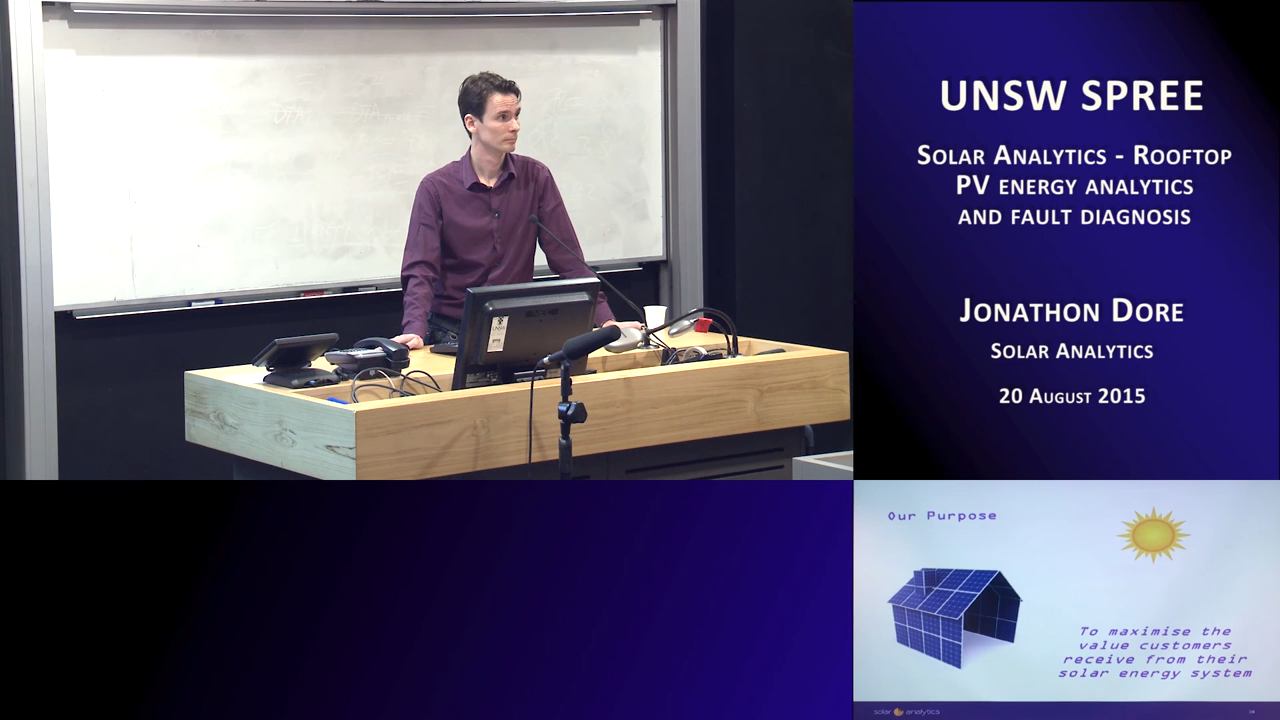 UNSW SPREE
Solar Analytics - Rooftop
PV energy analytics
and fault diagnosis
Jonathon Dore
Solar Analytics
20 August 2015
UNSW
Our Purpose
To maximise the
value customers
receive from their
solar energy system
solar analytics